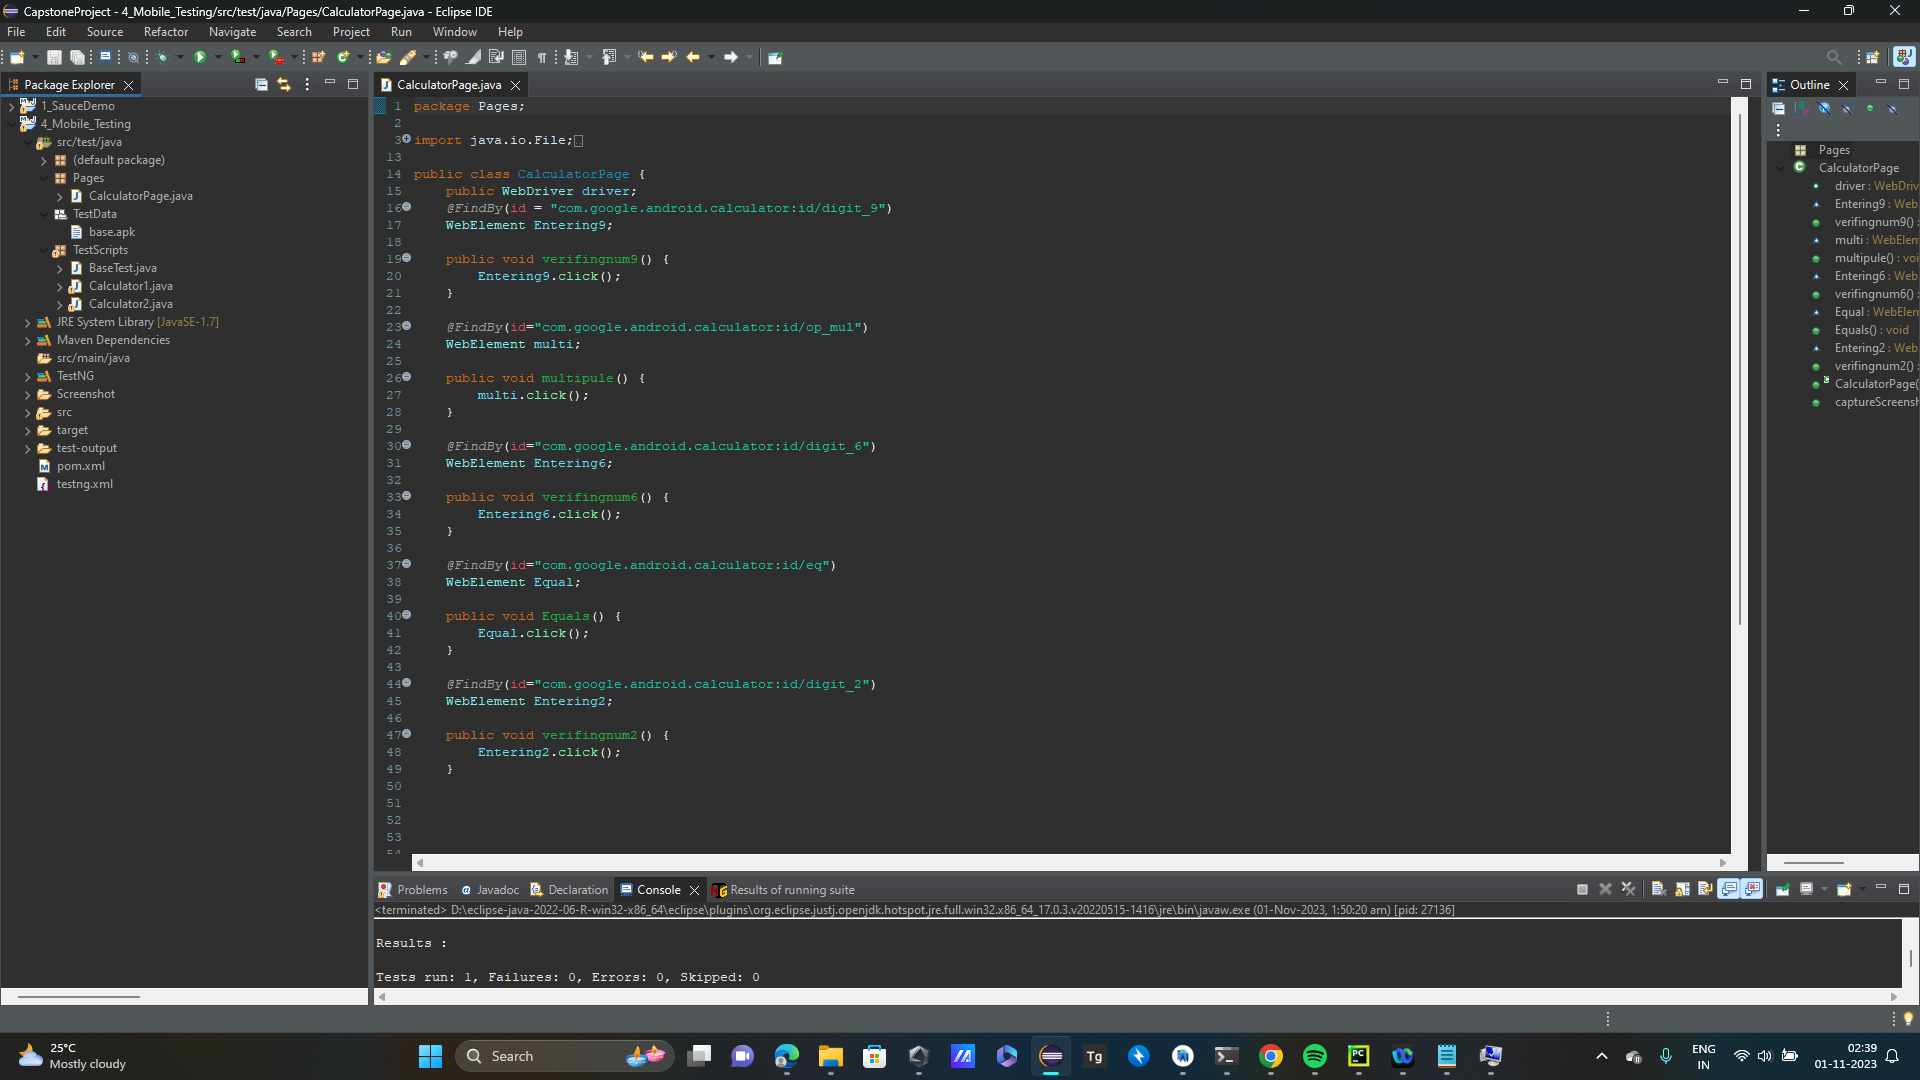 CapstoneProject - 4_Mobile_Testing/src/test/java/Pages/CalculatorPage.java - Eclipse IDE
File Edit Source Refactor Navigate Search Project Run Window Help
Package Explorer
1_SauceDemo
4_Mobile_Testing
src/test/java
(default package)
Pages
CalculatorPage.java
TestData
base.apk
TestScripts
BaseTest.java
Calculator1.java
Calculator2.java
JRE System Library [JavaSE-1.7]
Maven Dependencies
src/main/java
TestNG
Screenshot
src
target
test-output
pom.xml
testng.xml
CalculatorPage.java
1 package Pages;
2
3 import java.io.File;
13
14 public class CalculatorPage {
15 public WebDriver driver;
16 @FindBy(id = "com.google.android.calculator:id/digit_9")
17 WebElement Entering9;
18
19 public void verifingnum9() {
20 Entering9.click();
21 }
22
23 @FindBy(id="com.google.android.calculator:id/op_mul")
24 WebElement multi;
25
26 public void multipule() {
27 multi.click();
28 }
29
30 @FindBy(id="com.google.android.calculator:id/digit_6")
31 WebElement Entering6;
32
33 public void verifingnum6() {
34 Entering6.click();
35 }
36
37 @FindBy(id="com.google.android.calculator:id/eq")
38 WebElement Equal;
39
40 public void Equals() {
41 Equal.click();
42 }
43
44 @FindBy(id="com.google.android.calculator:id/digit_2")
45 WebElement Entering2;
46
47 public void verifingnum2() {
48 Entering2.click();
49 }
50
51
52
53
54
Outline
Pages
CalculatorPage
driver : WebDriv
Entering9 : Web
verifingnum9() :
multi : WebElem
multipule() : voi
Entering6 : Web
verifingnum6() :
Equal : WebElem
Equals() : void
Entering2 : Web
verifingnum2() :
CalculatorPage(
captureScreensh
Problems Javadoc Declaration Console Results of running suite
<terminated> D:\eclipse-java-2022-06-R-win32-x86_64\eclipse\plugins\org.eclipse.justj.openjdk.hotspot.jre.full.win32.x86_64_17.0.3.v20220515-1416\jre\bin\javaw.exe (01-Nov-2023, 1:50:20 am) [pid: 27136]
Results :
Tests run: 1, Failures: 0, Errors: 0, Skipped: 0
25°C
Mostly cloudy
Search
Tg
PC
ENG
IN
02:39
01-11-2023